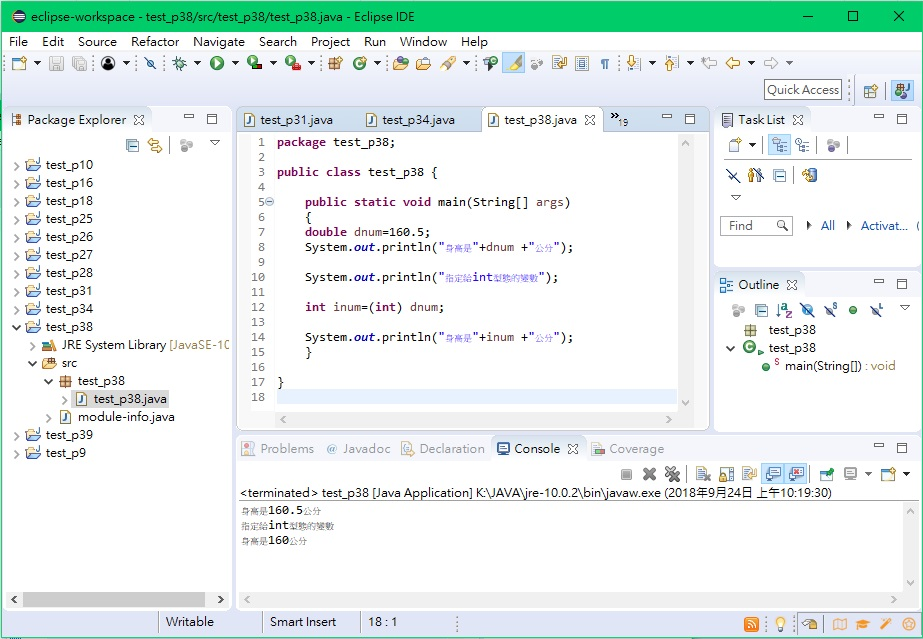 eclipse-workspace - test_p38/src/test_p38/test_p38.java - Eclipse IDE
File Edit Source Refactor Navigate Search Project Run Window Help
Quick Access
Package Explorer
test_p10
test_p16
test_p18
test_p25
test_p26
test_p27
test_p28
test_p31
test_p34
test_p38
JRE System Library [JavaSE-10
src
test_p38
test_p38.java
module-info.java
test_p39
test_p9
test_p31.java test_p34.java test_p38.java »19
1 package test_p38;
2
3 public class test_p38 {
4
5 public static void main(String[] args)
6 {
7 double dnum=160.5;
8 System.out.println("身高是"+dnum +"公分");
9
10 System.out.println("指定給int型態的變數");
11
12 int inum=(int) dnum;
13
14 System.out.println("身高是"+inum +"公分");
15 }
16
17 }
18
Task List
Find All Activat...
Outline
test_p38
test_p38
main(String[]) : void
Problems @ Javadoc Declaration Console Coverage
<terminated> test_p38 [Java Application] K:\JAVA\jre-10.0.2\bin\javaw.exe (2018年9月24日 上午10:19:30)
身高是160.5公分
指定給int型態的變數
身高是160公分
Writable Smart Insert 18 : 1